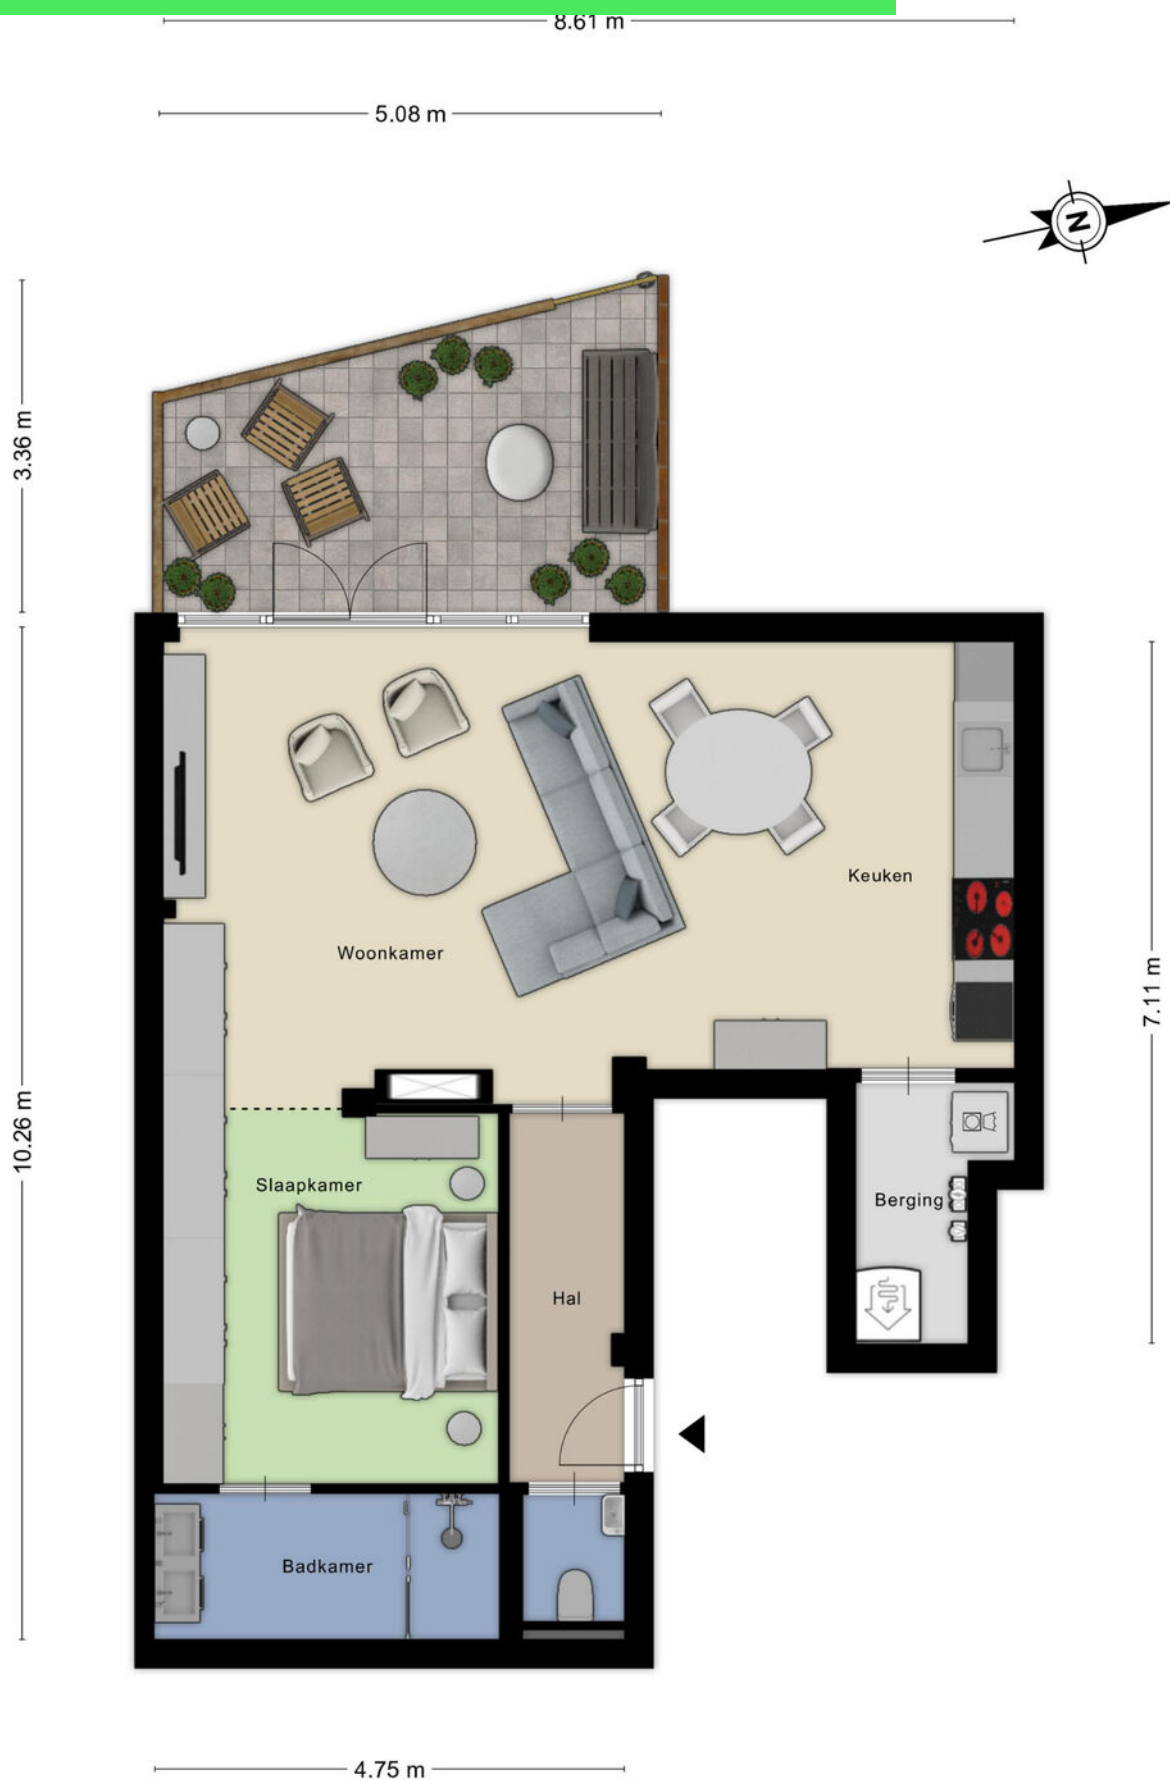 8.61 m
5.08 m
N
3.36 m
Keuken
Woonkamer
7.11 m
10.26 m
Slaapkamer
Berging
Hal
Badkamer
4.75 m